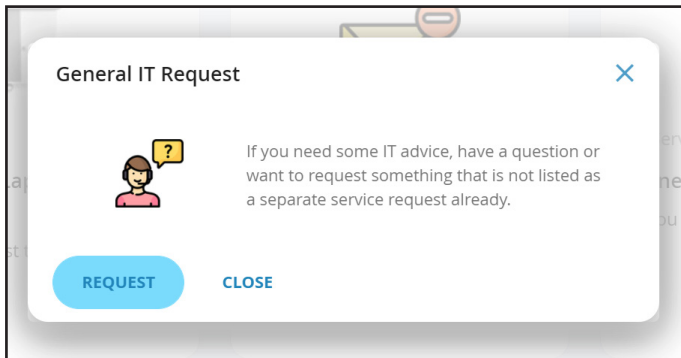 General IT Request
?
If you need some IT advice, have a question or
want to request something that is not listed as
a separate service request already.
REQUEST
CLOSE